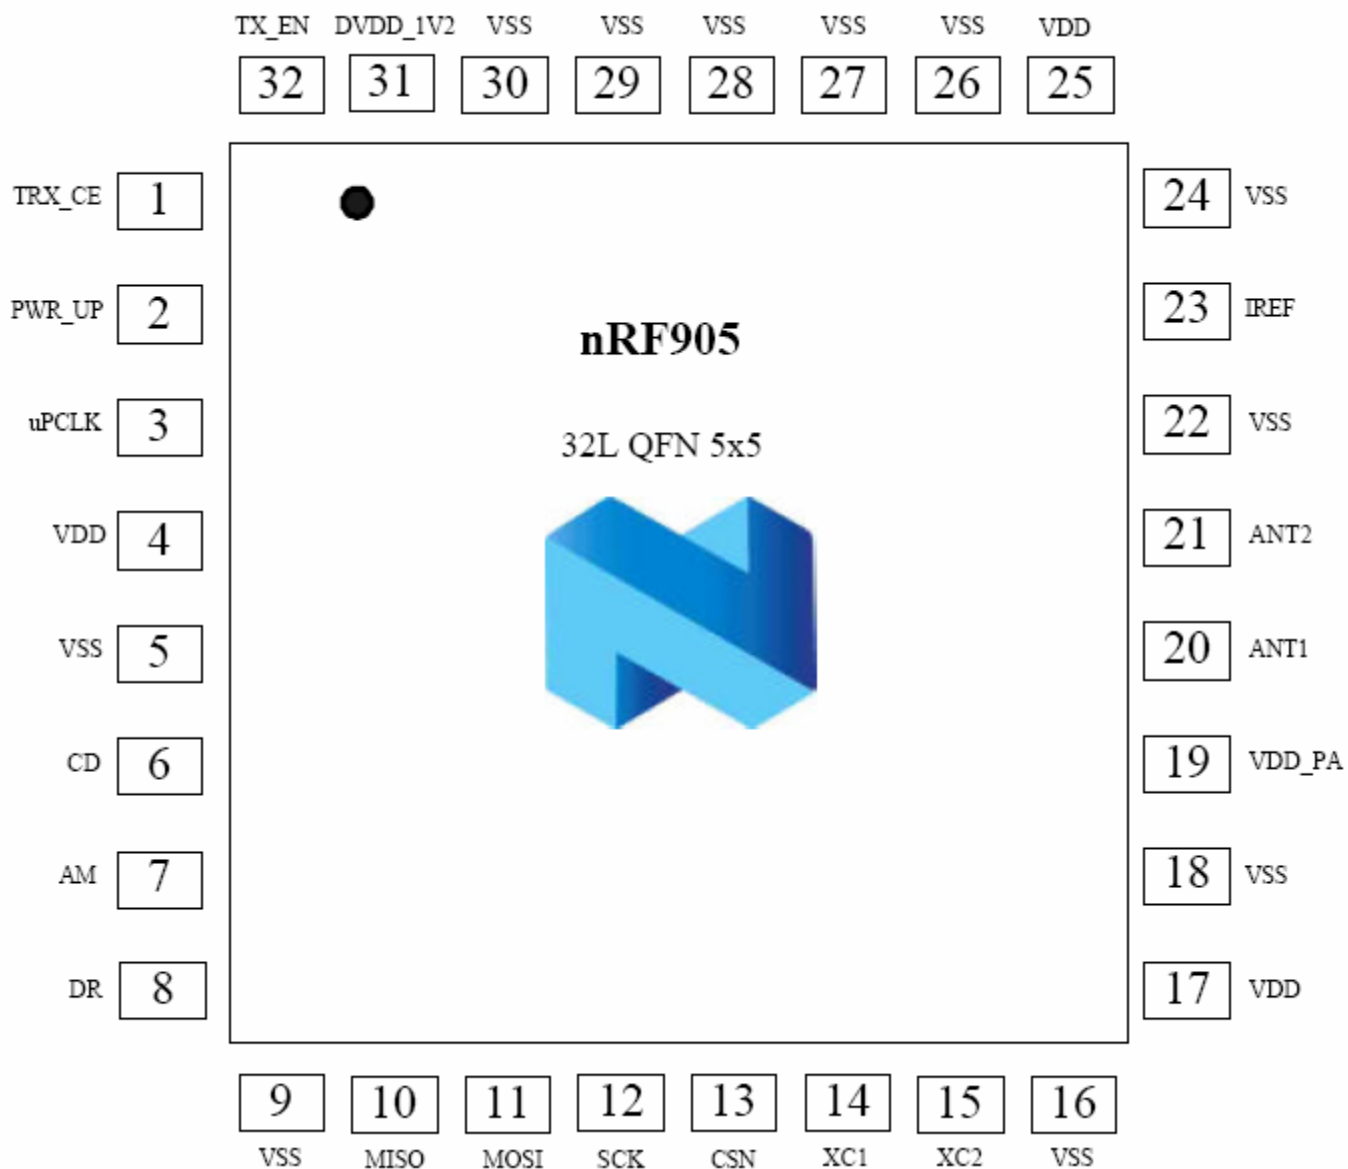 TX_EN DVDD_1V2 VSS VSS VSS VSS VSS VDD
32 31 30 29 28 27 26 25
TRX_CE 1 24 VSS
PWR_UP 2 23 IREF
nRF905
uPCLK 3 22 VSS
32L QFN 5x5
VDD 4 21 ANT2
VSS 5 20 ANT1
CD 6 19 VDD_PA
AM 7 18 VSS
DR 8 17 VDD
9 10 11 12 13 14 15 16
VSS MISO MOSI SCK CSN XC1 XC2 VSS